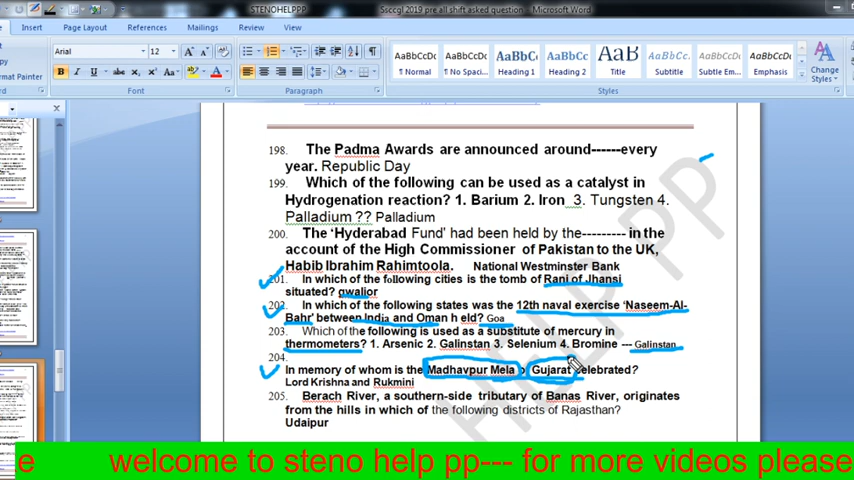 STENOHELPPP
Ssccgl 2019 pre all shift asked question - Microsoft Word
Insert Page Layout References Mailings Review View
Arial 12
Format Painter
Font Paragraph Styles
AaBbCcDc AaBbCcDc AaBbC AaBbCc AaB AaBbCc. AaBbCcDt AaBbCcDc
¶ Normal ¶ No Spaci... Heading 1 Heading 2 Title Subtitle Subtle Em... Emphasis
Change
Styles
198. The Padma Awards are announced around------every
year. Republic Day
199. Which of the following can be used as a catalyst in
Hydrogenation reaction? 1. Barium 2. Iron 3. Tungsten 4.
Palladium ?? Palladium
200. The ‘Hyderabad Fund’ had been held by the--------- in the
account of the High Commissioner of Pakistan to the UK,
Habib Ibrahim Rahimtoola. National Westminster Bank
201. In which of the following cities is the tomb of Rani of Jhansi
situated? gwalior
202. In which of the following states was the 12th naval exercise ‘Naseem-Al-
Bahr’ between India and Oman held? Goa
203. Which of the following is used as a substitute of mercury in
thermometers? 1. Arsenic 2. Galinstan 3. Selenium 4. Bromine --- Galinstan
204.
In memory of whom is the Madhavpur Mela of Gujarat celebrated?
Lord Krishna and Rukmini
205. Berach River, a southern-side tributary of Banas River, originates
from the hills in which of the following districts of Rajasthan?
Udaipur
HELP PP
e welcome to steno help pp--- for more videos please